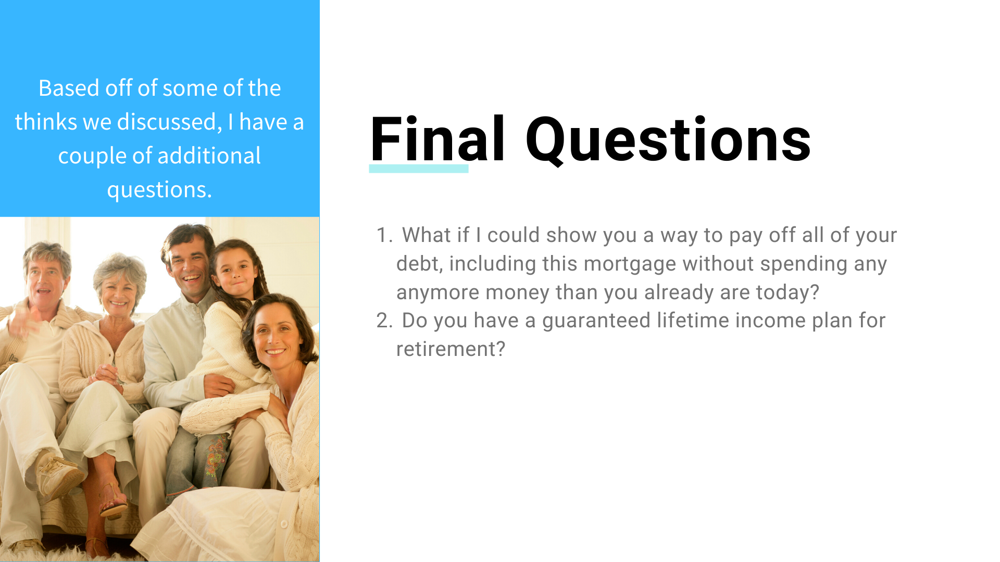 Based off of some of the
thinks we discussed, I have a
couple of additional
questions.
Final Questions
1. What if I could show you a way to pay off all of your
debt, including this mortgage without spending any
anymore money than you already are today?
2. Do you have a guaranteed lifetime income plan for
retirement?